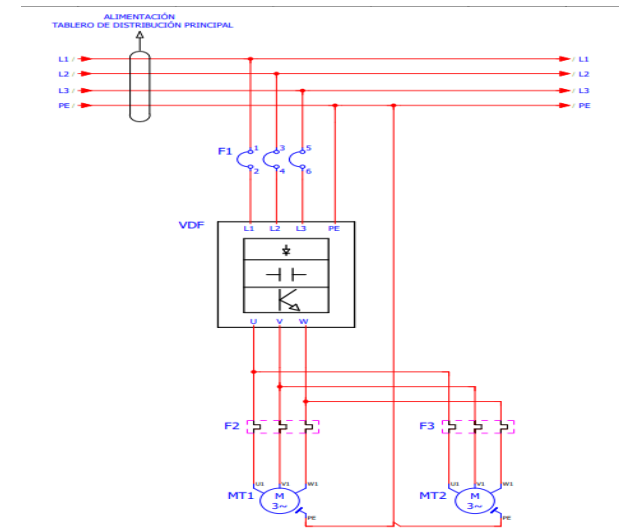 ALIMENTACIÓN
TABLERO DE DISTRIBUCIÓN PRINCIPAL
L1 / / L1
L2 / / L2
L3 / / L3
PE / / PE
F1 1 3 5
2 4 6
VDF L1 L2 L3 PE
U V W
F2 F3
U1 V1 W1 U1 V1 W1
MT1 M 3~ MT2 M 3~
PE PE